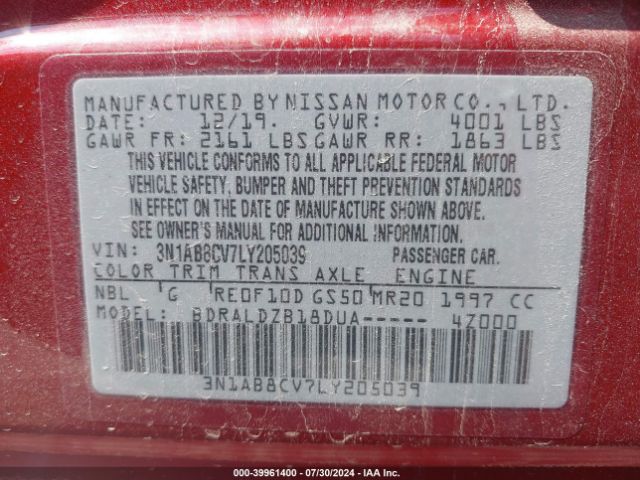 MANUFACTURED BY NISSAN MOTOR CO., LTD.
DATE: 12/19. GVWR: 4001 LBS
GAWR FR: 2161 LBS GAWR RR: 1863 LBS
THIS VEHICLE CONFORMS TO ALL APPLICABLE FEDERAL MOTOR
VEHICLE SAFETY, BUMPER AND THEFT PREVENTION STANDARDS
IN EFFECT ON THE DATE OF MANUFACTURE SHOWN ABOVE.
SEE OWNER'S MANUAL FOR ADDITIONAL INFORMATION.
VIN: 3N1AB8CV7LY205039 PASSENGER CAR.
COLOR TRIM TRANS AXLE ENGINE
NBL G RE0F10D GS50 MR20 1997 CC
MODEL: BDRALDZB18DUA----- 4Z000
3N1AB8CV7LY205039
000-39961400 - 07/30/2024 - IAA Inc.